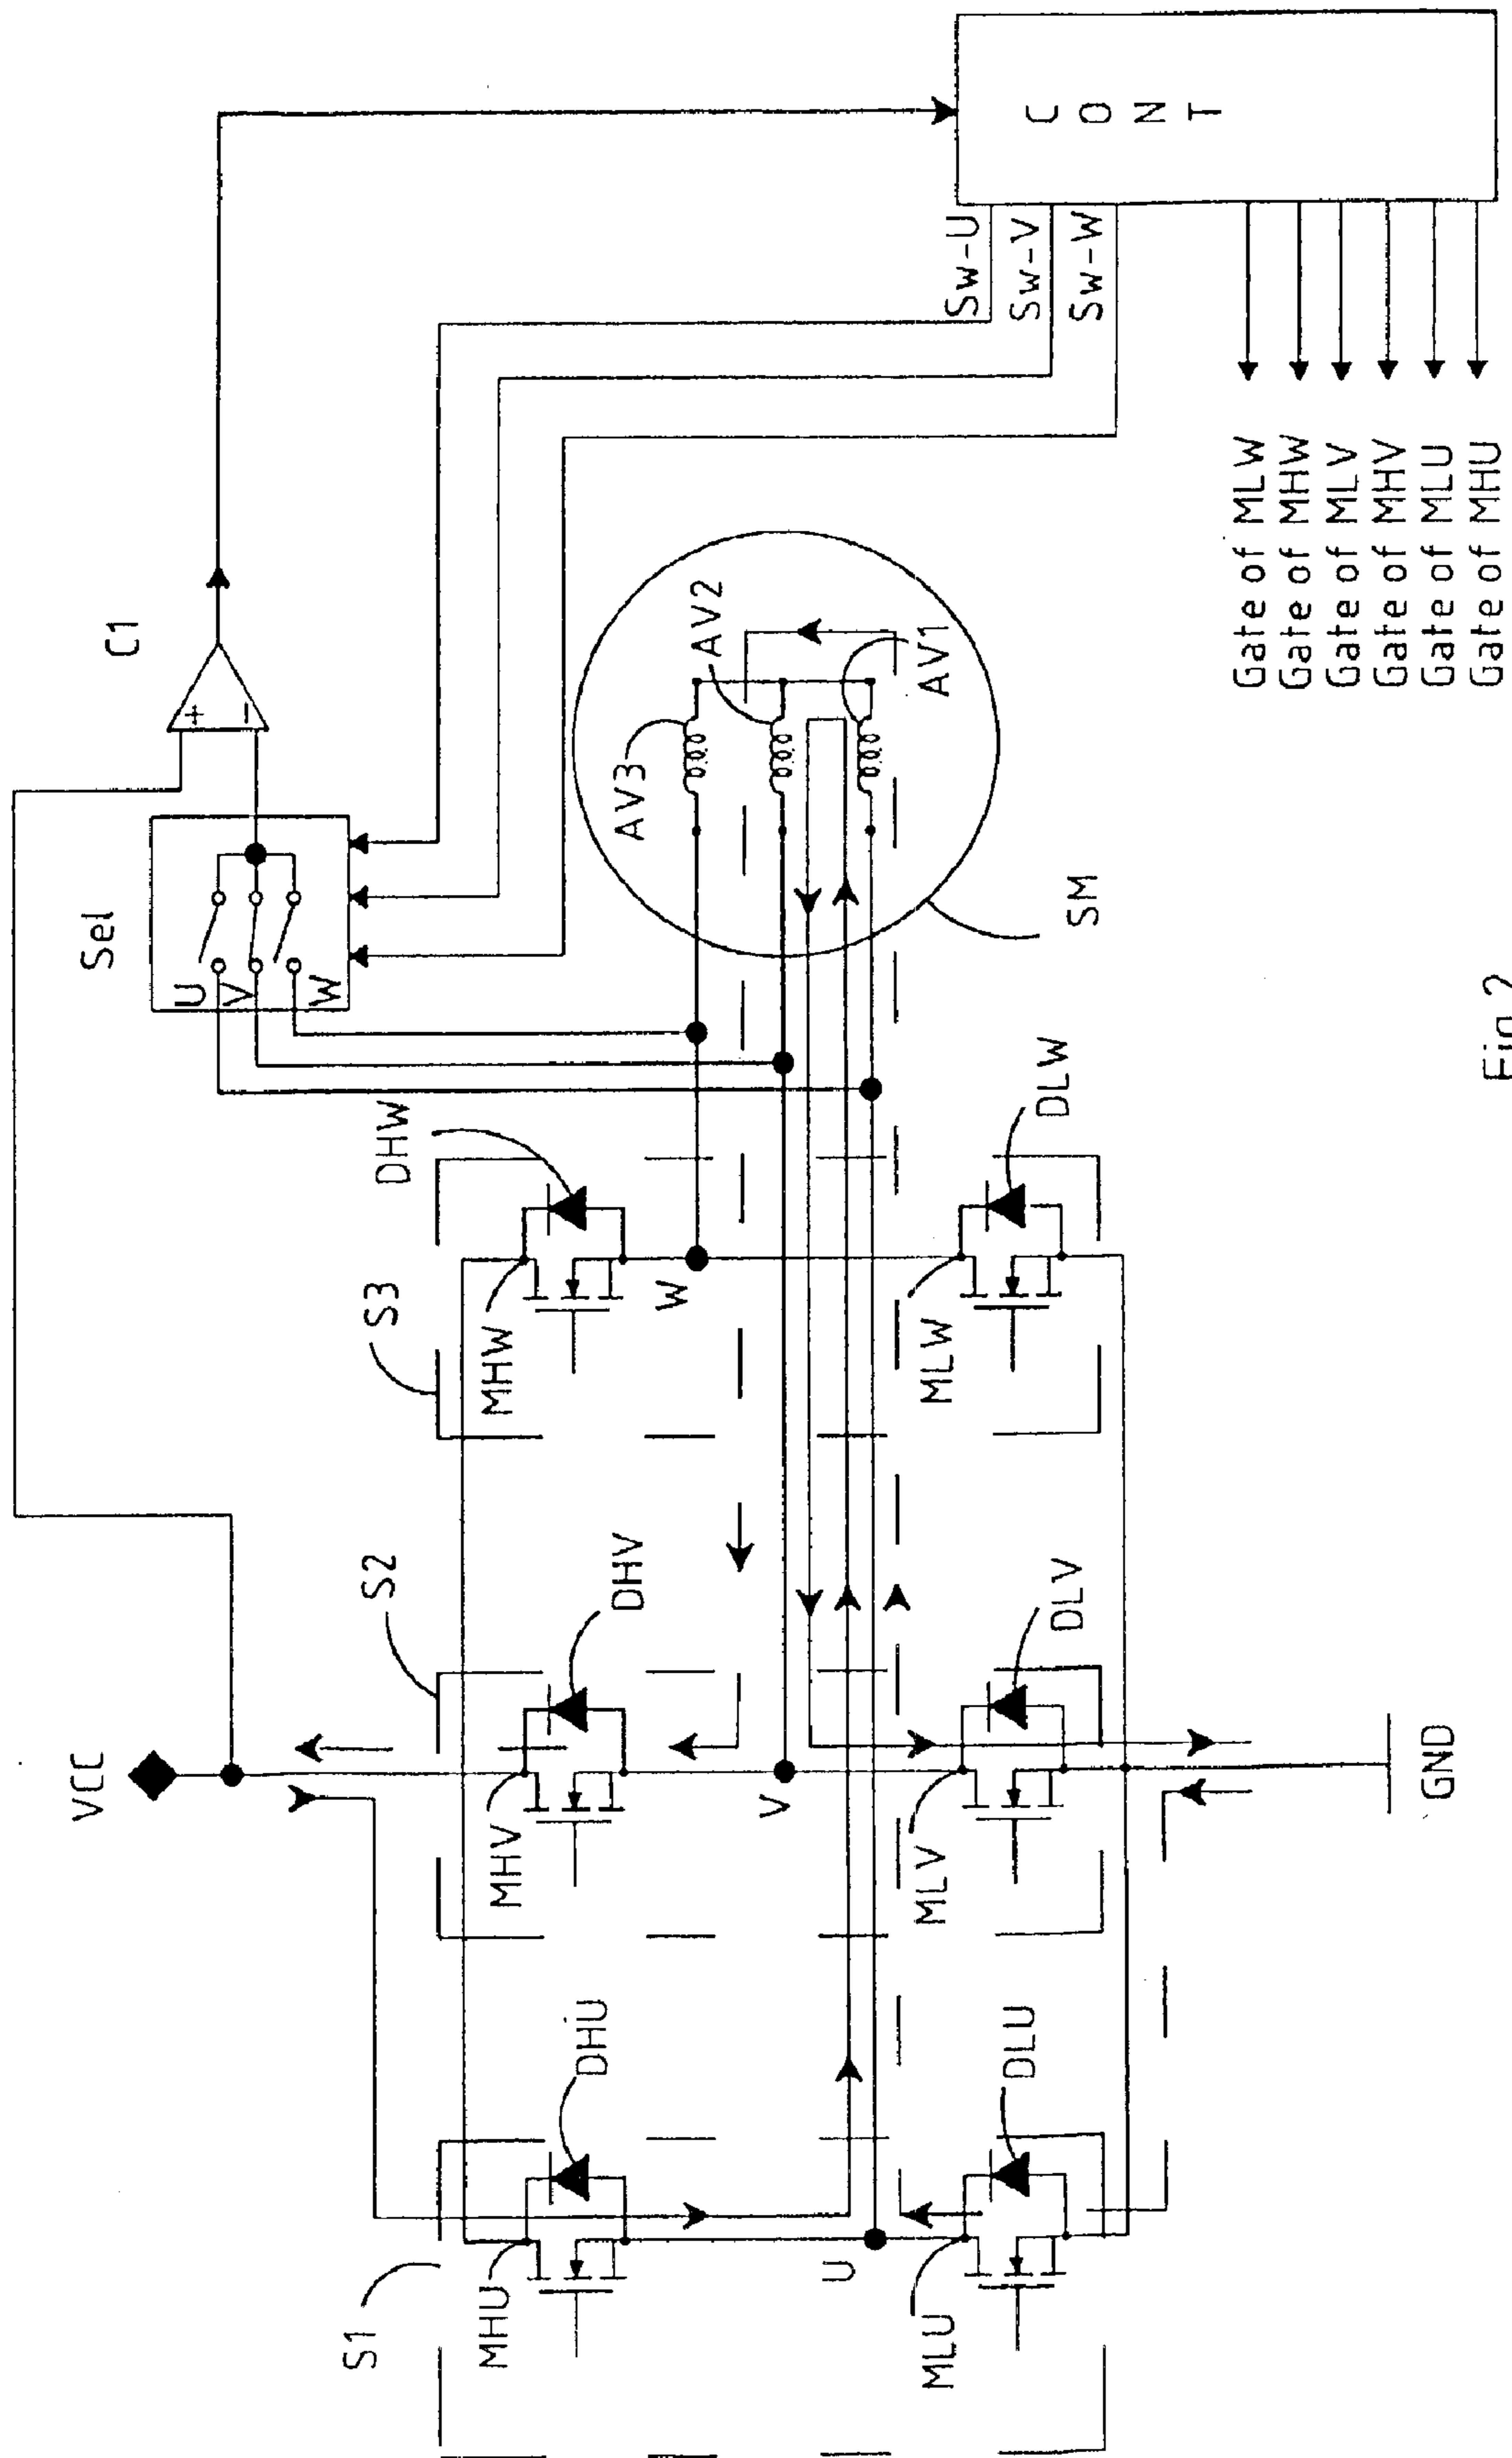 VCC
C1
Sel
U
V
W
C O N T
Sw-U
Sw-V
Sw-W
S1
S2
S3
MHU
DHU
MHV
DHV
MHW
DHW
U
V
W
AV3
AV2
AV1
SM
MLU
DLU
MLV
DLV
MLW
DLW
GND
Gate of MLW
Gate of MHW
Gate of MLV
Gate of MHV
Gate of MLU
Gate of MHU
+
−
Fig.2